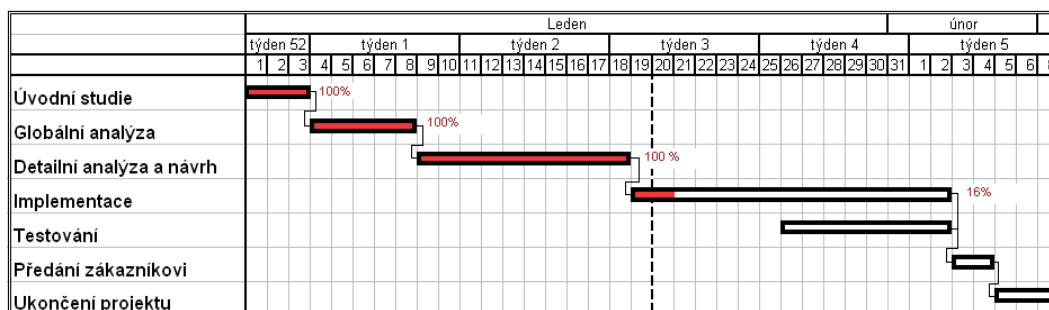 Leden únor
týden 52 týden 1 týden 2 týden 3 týden 4 týden 5
1 2 3 4 5 6 7 8 9 10 11 12 13 14 15 16 17 18 19 20 21 22 23 24 25 26 27 28 29 30 31 1 2 3 4 5 6
Úvodní studie 100%
Globální analýza 100%
Detailní analýza a návrh 100 %
Implementace 16%
Testování
Předání zákazníkovi
Ukončení projektu